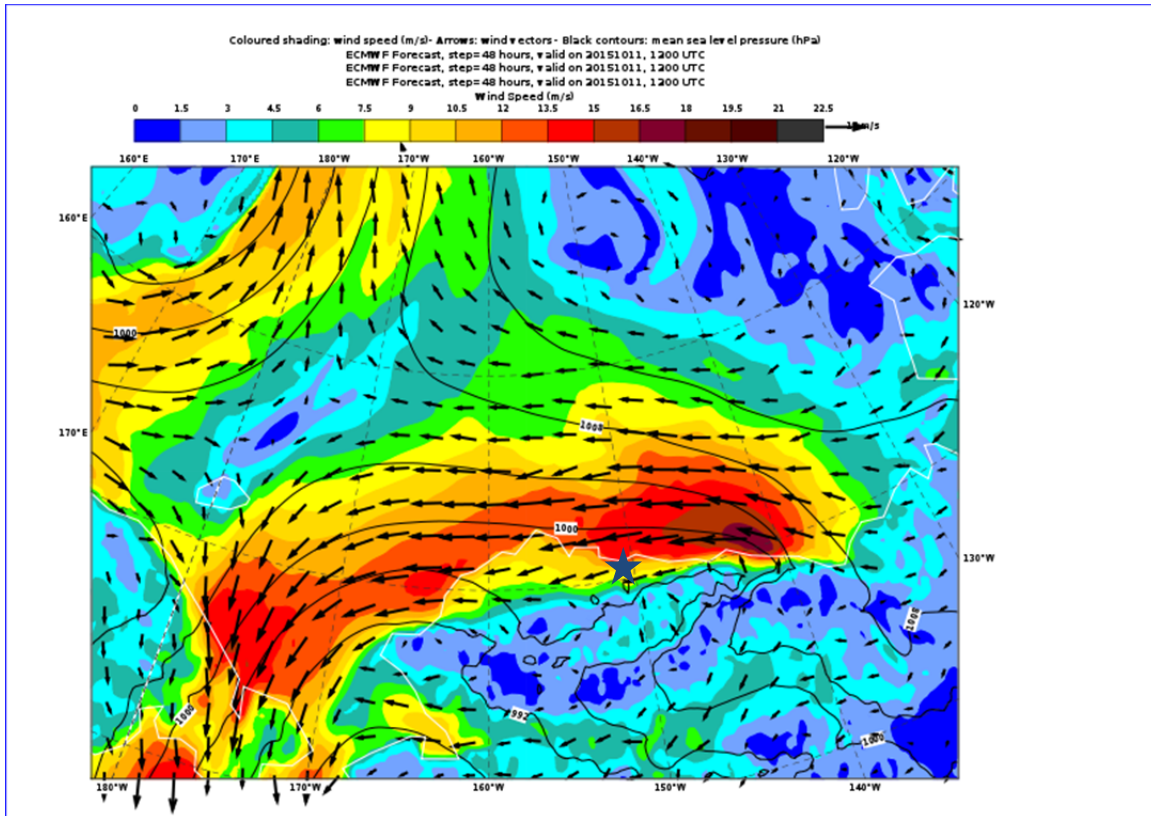 Coloured shading: wind speed (m/s)- Arrows: wind vectors - Black contours: mean sea level pressure (hPa)
ECMWF Forecast, step=48 hours, valid on 20151011, 1200 UTC
ECMWF Forecast, step=48 hours, valid on 20151011, 1200 UTC
ECMWF Forecast, step=48 hours, valid on 20151011, 1200 UTC
Wind Speed (m/s)
0 1.5 3 4.5 6 7.5 9 10.5 12 13.5 15 16.5 18 19.5 21 22.5
m/s
160°E 170°E 180°W 170°W 160°W 150°W 140°W 130°W 120°W
160°E
120°W
1000
1008
170°E
1000
130°W
1008
992
1000
1000
180°W 170°W 160°W 150°W 140°W